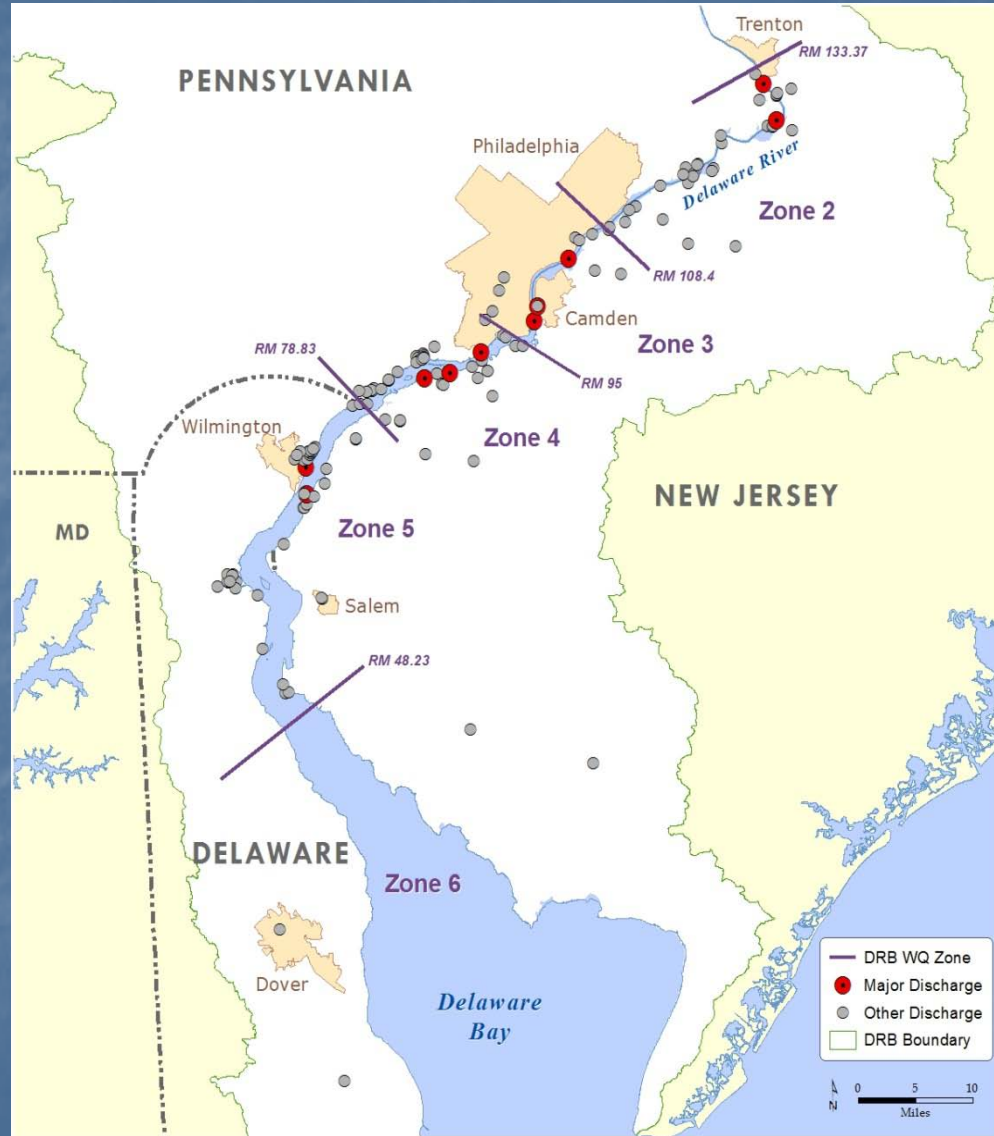 Trenton
RM 133.37
PENNSYLVANIA
Philadelphia
Delaware River
Zone 2
RM 108.4
Camden
Zone 3
RM 78.83
RM 95
Wilmington
Zone 4
NEW JERSEY
MD
Zone 5
Salem
RM 48.23
DELAWARE
Zone 6
Dover
Delaware
Bay
DRB WQ Zone
Major Discharge
Other Discharge
DRB Boundary
N
0 5 10
Miles